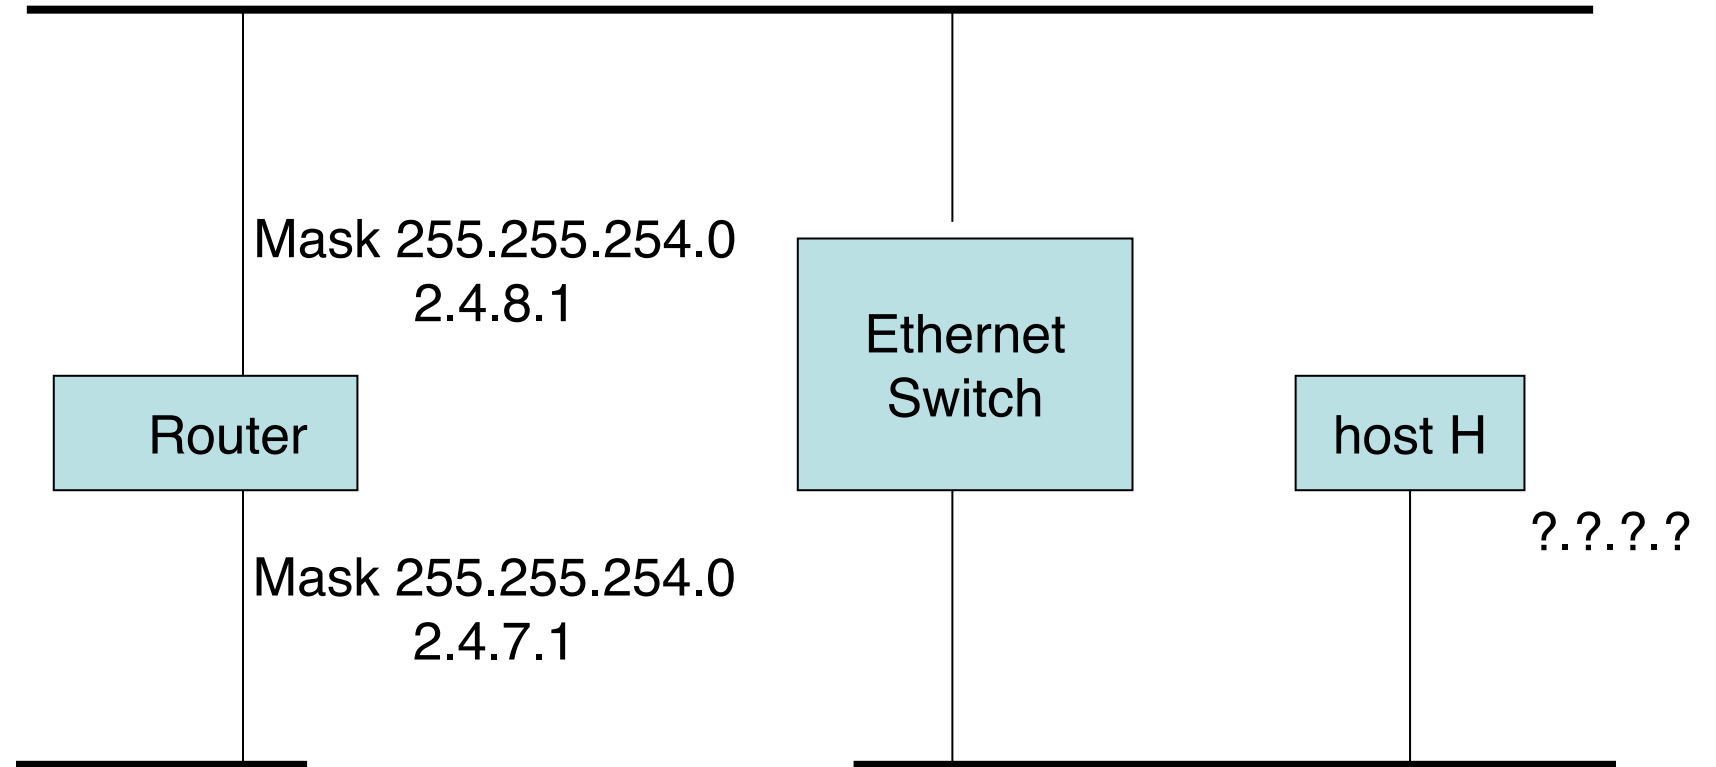 Mask 255.255.254.0
2.4.8.1
Ethernet
Switch
Router
host H
?.?.?.?
Mask 255.255.254.0
2.4.7.1